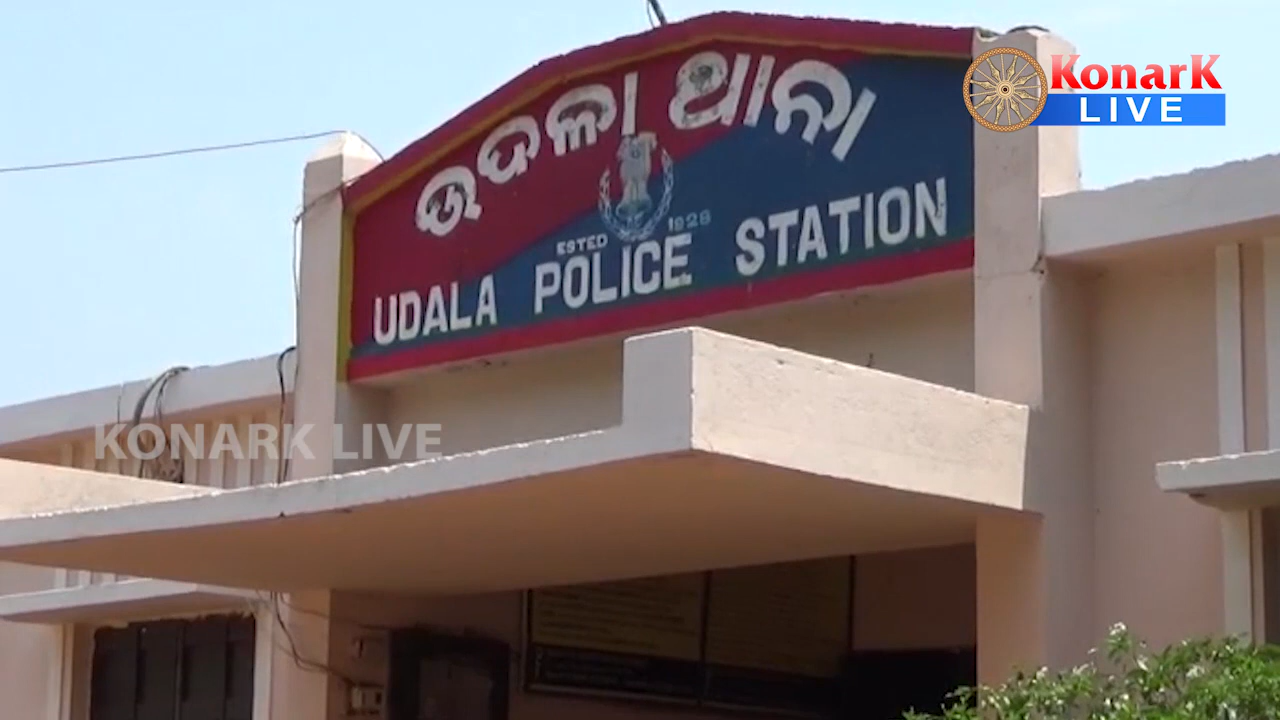 KonarK
LIVE
ଉଦଳା ଥାନା
ESTED 1928
UDALA POLICE STATION
KONARK LIVE